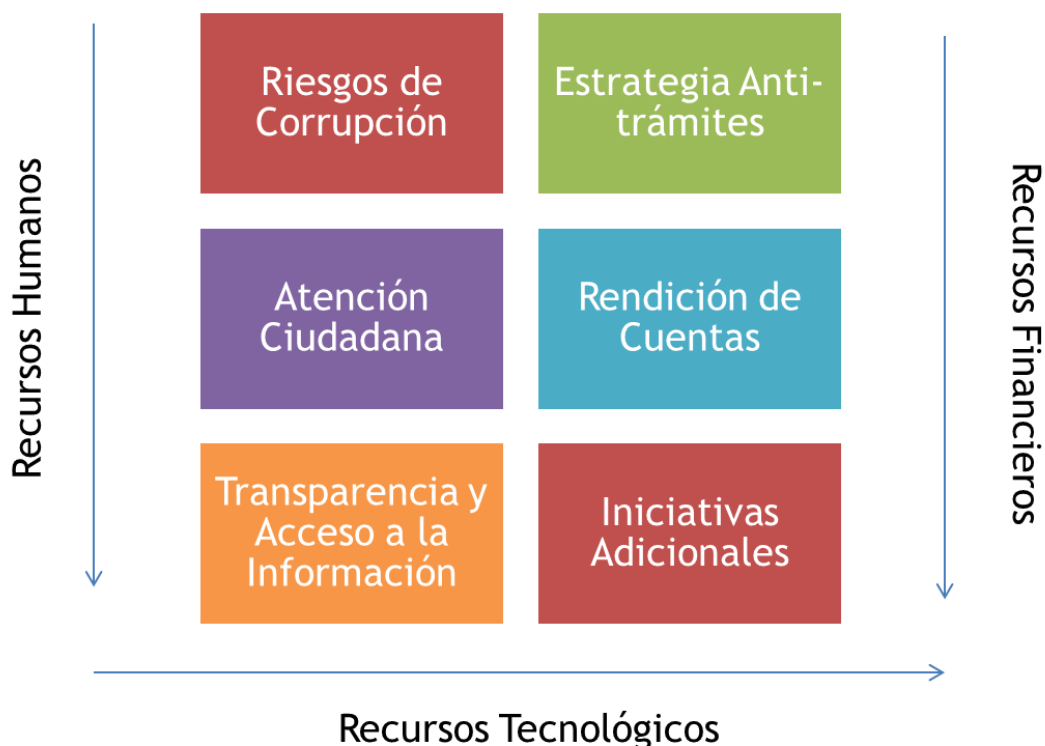 Riesgos de
Corrupción
Estrategia Anti-
trámites
Atención
Ciudadana
Rendición de
Cuentas
Transparencia y
Acceso a la
Información
Iniciativas
Adicionales
Recursos Humanos
Recursos Financieros
Recursos Tecnológicos